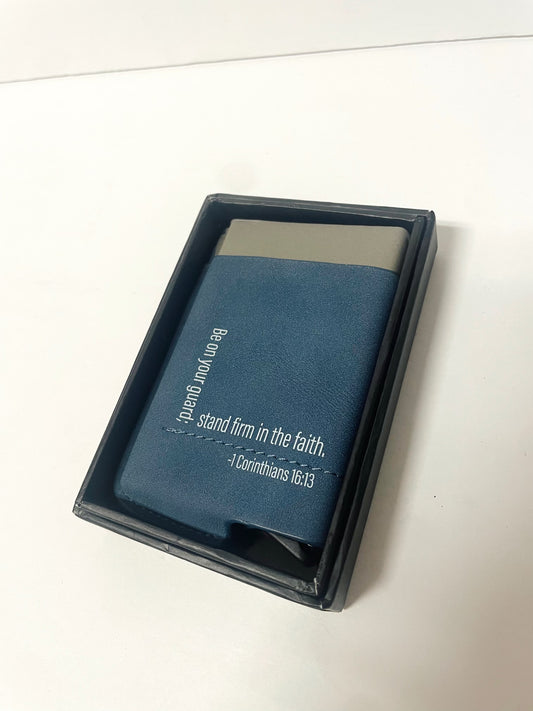 Be on your guard;
stand firm in the faith.
-1 Corinthians 16:13